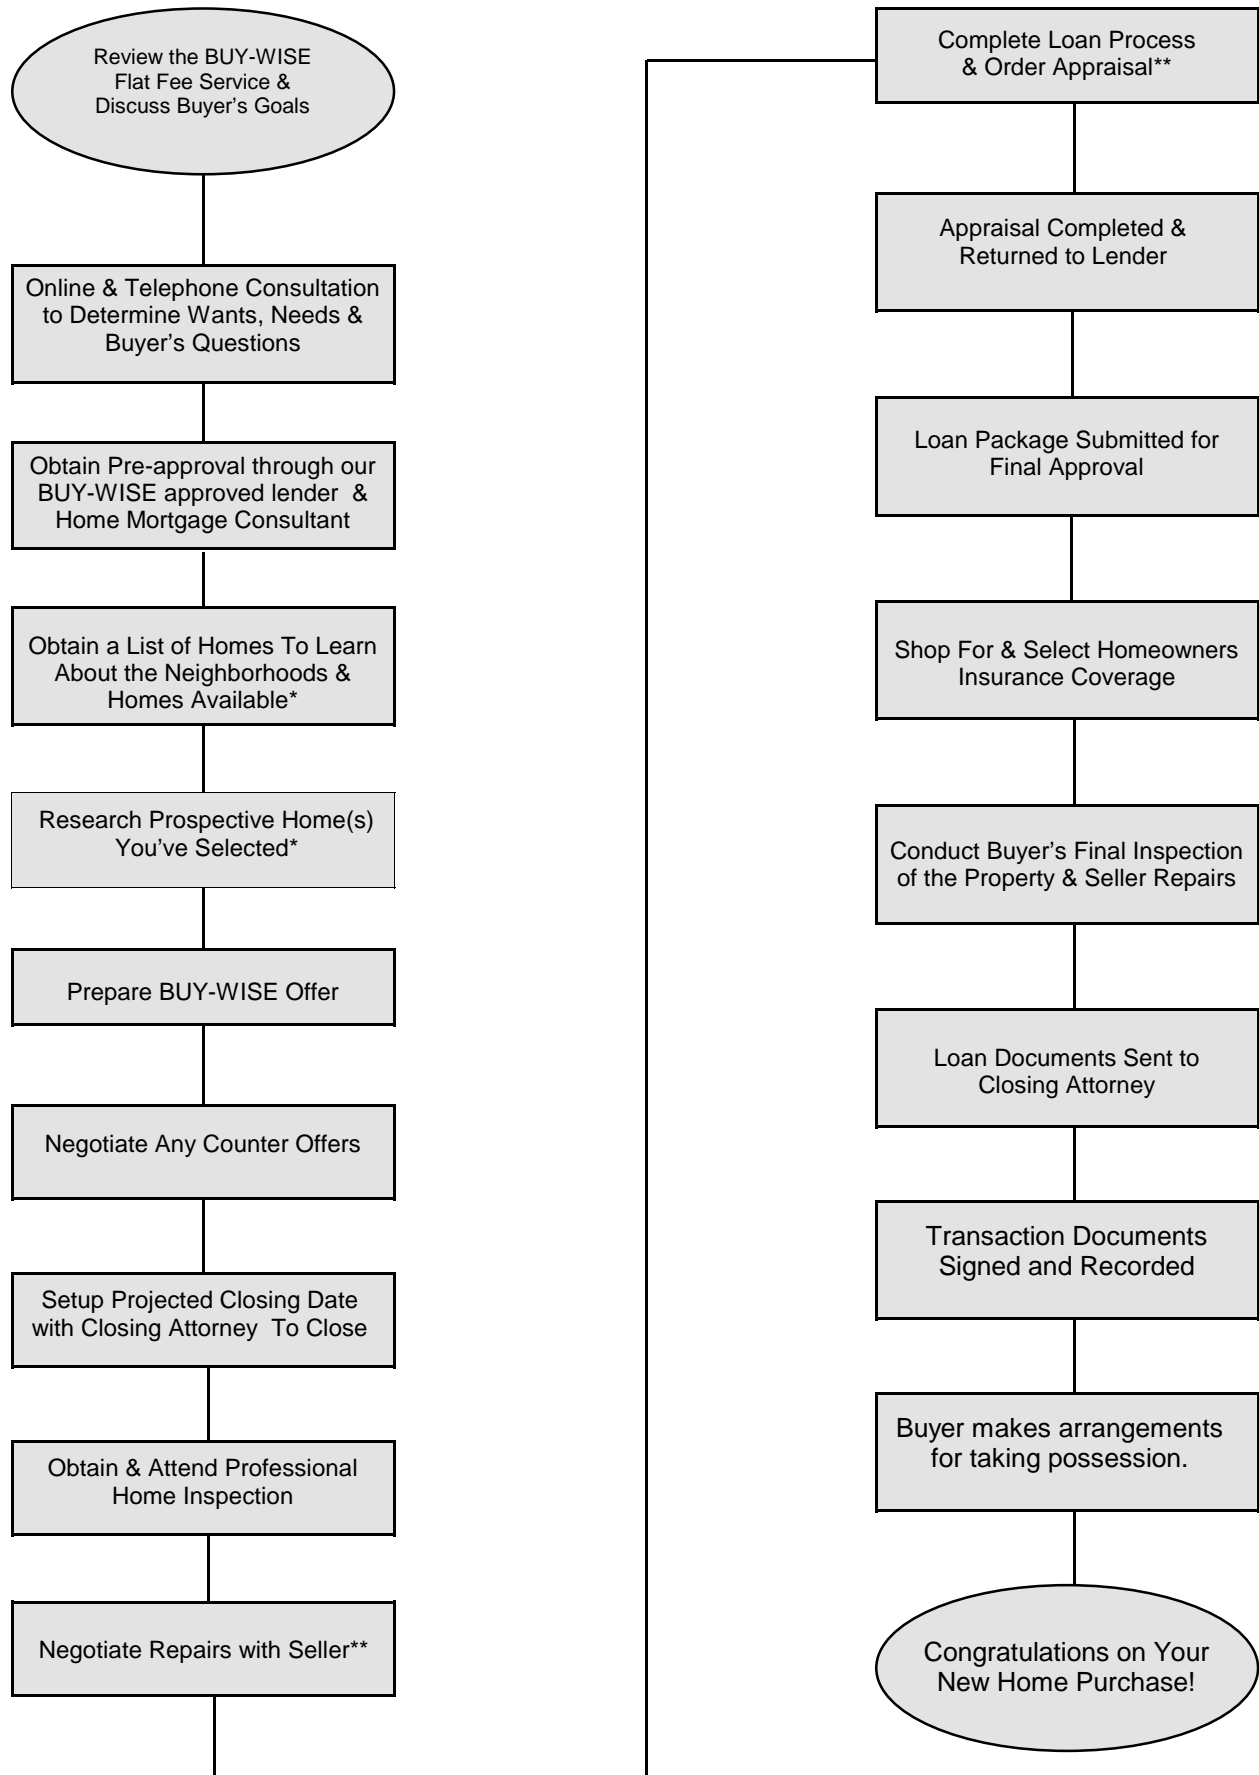 Review the BUY-WISE
Flat Fee Service &
Discuss Buyer’s Goals
Online & Telephone Consultation
to Determine Wants, Needs &
Buyer’s Questions
Obtain Pre-approval through our
BUY-WISE approved lender &
Home Mortgage Consultant
Obtain a List of Homes To Learn
About the Neighborhoods &
Homes Available*
Research Prospective Home(s)
You’ve Selected*
Prepare BUY-WISE Offer
Negotiate Any Counter Offers
Setup Projected Closing Date
with Closing Attorney To Close
Obtain & Attend Professional
Home Inspection
Negotiate Repairs with Seller**
Complete Loan Process
& Order Appraisal**
Appraisal Completed &
Returned to Lender
Loan Package Submitted for
Final Approval
Shop For & Select Homeowners
Insurance Coverage
Conduct Buyer’s Final Inspection
of the Property & Seller Repairs
Loan Documents Sent to
Closing Attorney
Transaction Documents
Signed and Recorded
Buyer makes arrangements
for taking possession.
Congratulations on Your
New Home Purchase!